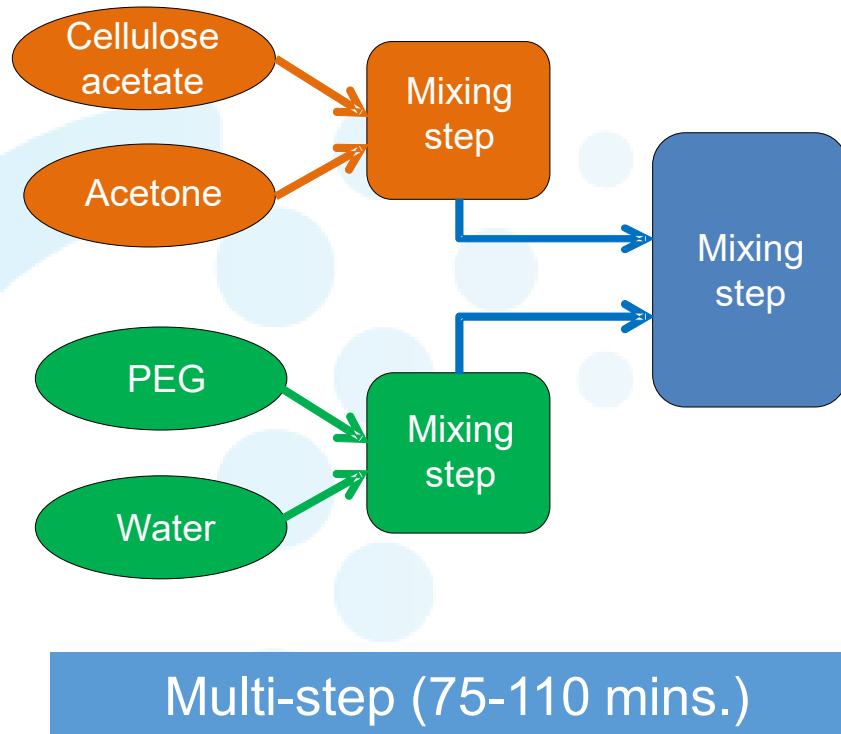 Cellulose
acetate
Acetone
Mixing
step
Mixing
step
PEG
Water
Mixing
step
Multi-step (75-110 mins.)